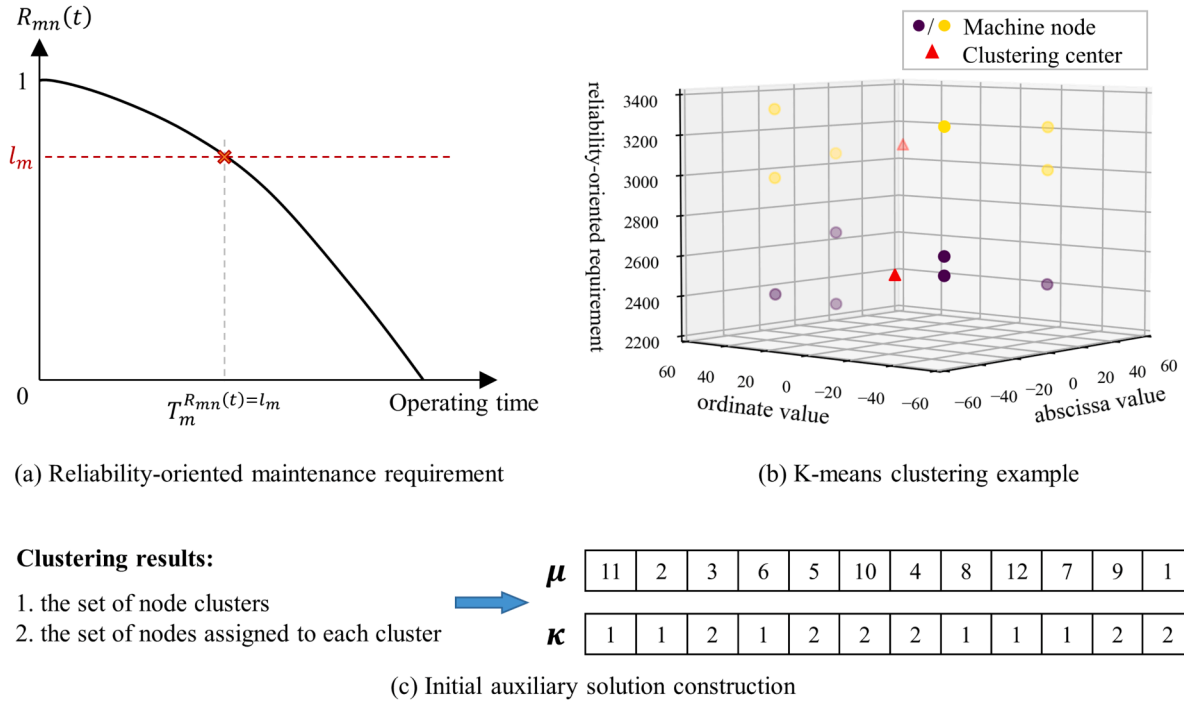 R_{mn}(t)
1
l_m
0
T_m^{R_{mn}(t)=l_m}
Operating time
(a) Reliability-oriented maintenance requirement
/ Machine node
Clustering center
reliability-oriented requirement
3400
3200
3000
2800
2600
2400
2200
60 40 20 0 −20 −40 −60
ordinate value
−60 −40 −20 0 20 40 60
abscissa value
(b) K-means clustering example
Clustering results:
1. the set of node clusters
2. the set of nodes assigned to each cluster
μ 11 2 3 6 5 10 4 8 12 7 9 1
κ 1 1 2 1 2 2 2 1 1 1 2 2
(c) Initial auxiliary solution construction